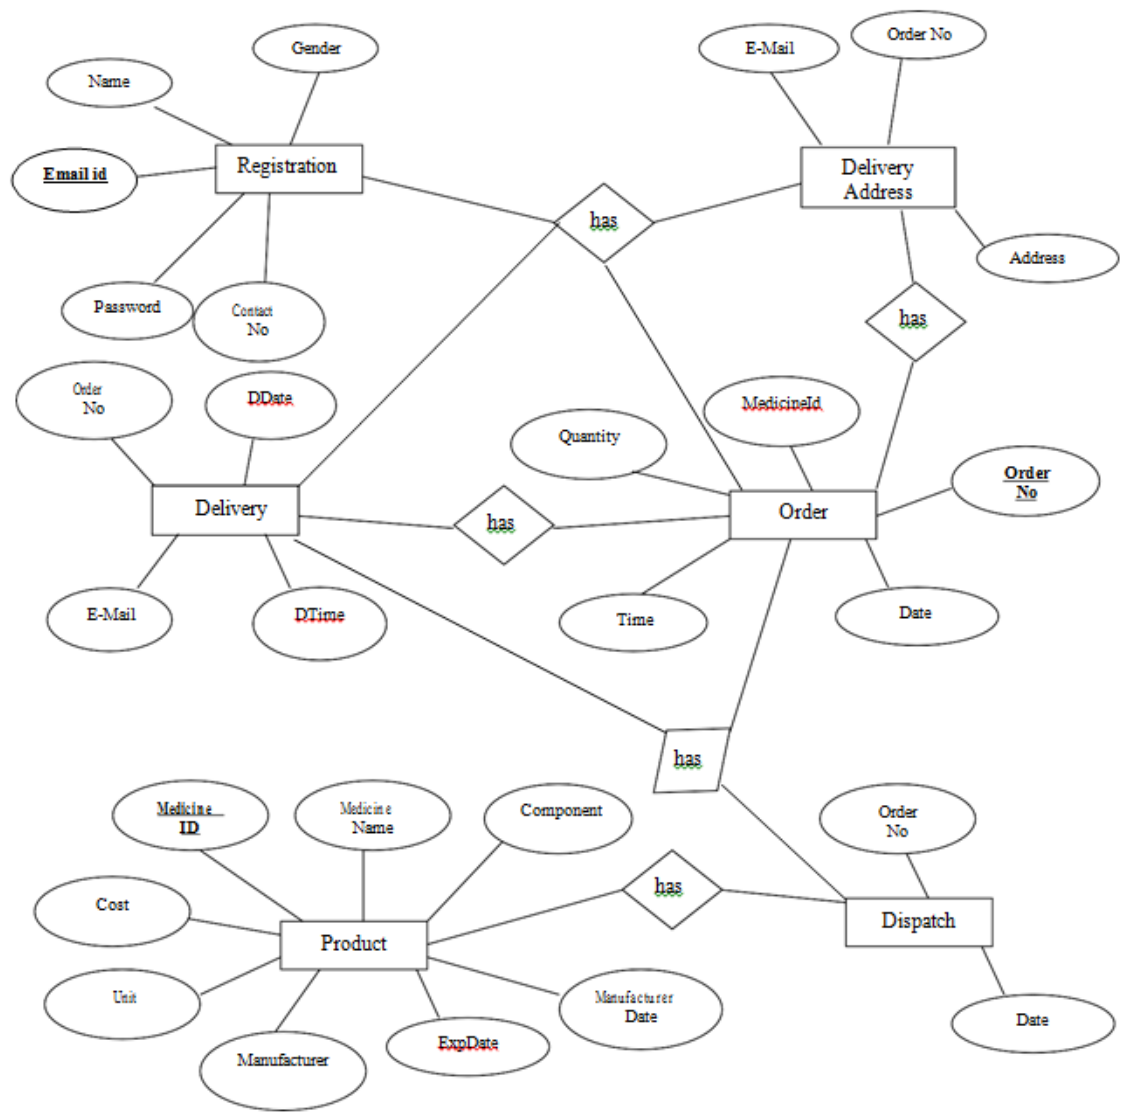 Gender
E-Mail
Order No
Name
Registration
Email id
Delivery
Address
has
Address
Password
Contact
No
has
Order
No
DDate
MedicineId
Quantity
Order
No
Delivery
has
Order
E-Mail
DTime
Time
Date
has
Medicine
ID
Medicine
Name
Component
Order
No
has
Cost
Product
Dispatch
Unit
Manufacturer
Date
Manufacturer
ExpDate
Date